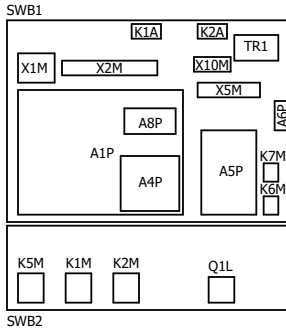 SWB1
K1A K2A
TR1
X1M X2M X10M
X5M
A6P
A8P
A1P
A4P
A5P
K7M
K6M
K5M K1M K2M Q1L
SWB2